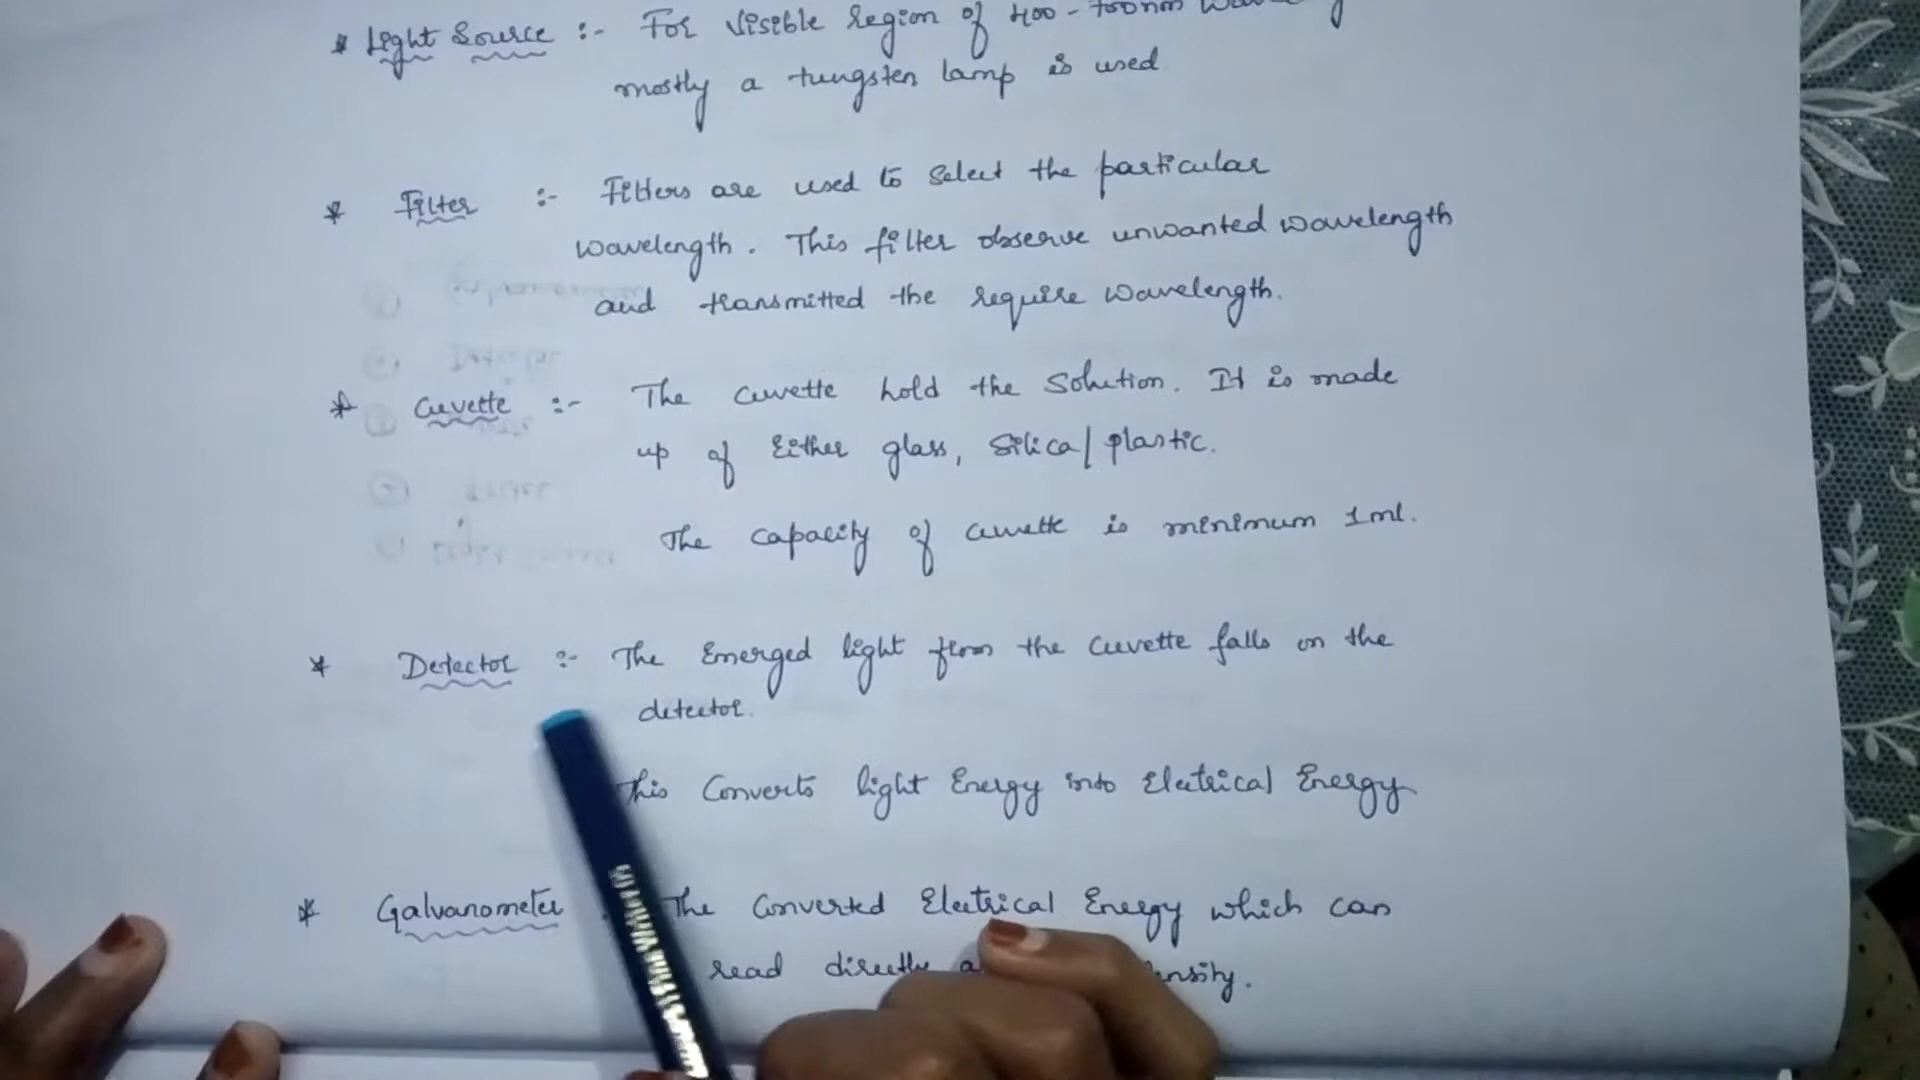 * Light Source :- For visible region of 400-700nm
mostly a tungsten lamp is used
* Filter :- Filters are used to select the particular
wavelength. This filter observe unwanted wavelength
and transmitted the require wavelength.
* Cuvette :- The cuvette hold the solution. It is made
up of Either glass, Silica/plastic.
The capacity of cuvette is minimum 1ml.
* Detector :- The Emerged light from the cuvette falls on the
detector.
This Converts light Energy into Electrical Energy
* Galvanometer The Converted Electrical Energy which can
read directly